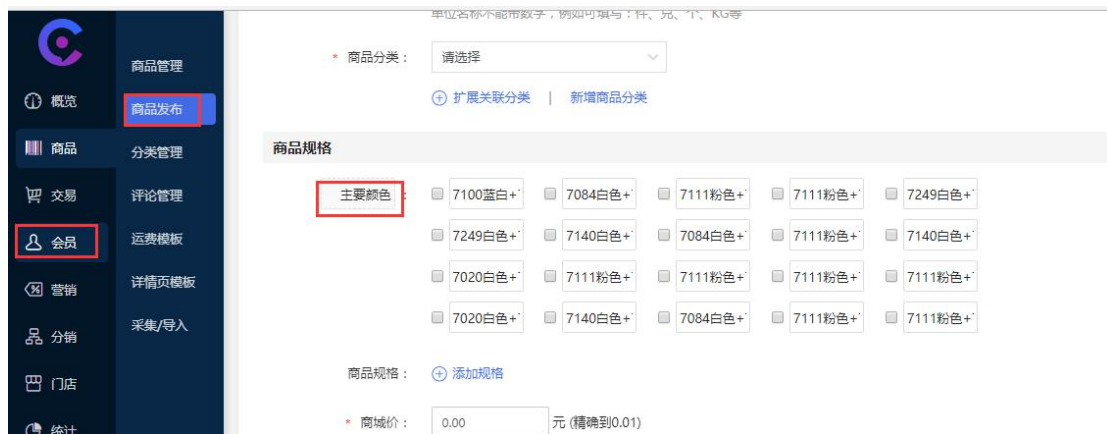 单位名称不能带数字，例如可填写：件、克、个、KG等
* 商品分类： 请选择
扩展关联分类 | 新增商品分类
概览
商品
交易
会员
营销
分销
门店
统计
商品管理
商品发布
分类管理
评论管理
运费模板
详情页模板
采集/导入
商品规格
主要颜色 : 7100蓝白+ 7084白色+ 7111粉色+ 7111粉色+ 7249白色+
7249白色+ 7140白色+ 7084白色+ 7111粉色+ 7140白色+
7020白色+ 7111粉色+ 7111粉色+ 7111粉色+ 7111粉色+
7020白色+ 7140白色+ 7084白色+ 7111粉色+ 7111粉色+
商品规格： 添加规格
* 商城价： 0.00 元 (精确到0.01)